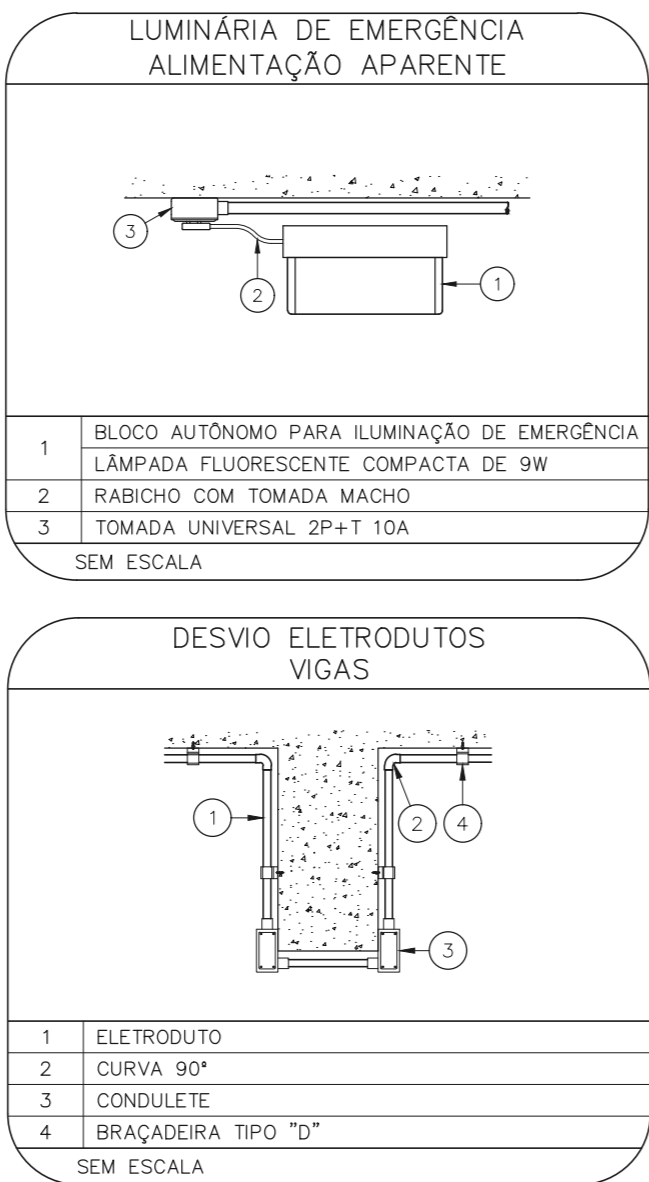 LUMINÁRIA DE EMERGÊNCIA
ALIMENTAÇÃO APARENTE
3
2
1
1
BLOCO AUTÔNOMO PARA ILUMINAÇÃO DE EMERGÊNCIA
LÂMPADA FLUORESCENTE COMPACTA DE 9W
2 RABICHO COM TOMADA MACHO
3 TOMADA UNIVERSAL 2P+T 10A
SEM ESCALA
DESVIO ELETRODUTOS
VIGAS
1
2
4
3
1 ELETRODUTO
2 CURVA 90º
3 CONDULETE
4 BRAÇADEIRA TIPO "D"
SEM ESCALA